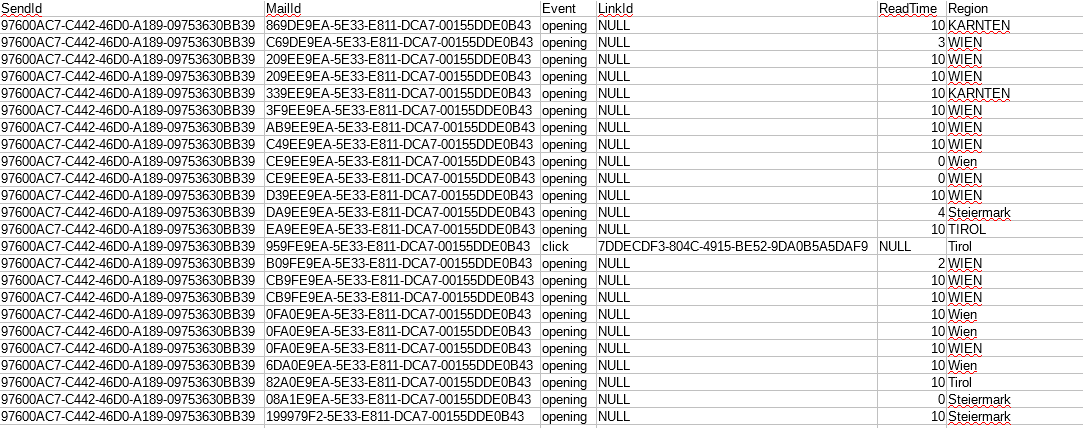 SendId MailId Event LinkId ReadTime Region
97600AC7-C442-46D0-A189-09753630BB39 869DE9EA-5E33-E811-DCA7-00155DDE0B43 opening NULL 10 KARNTEN
97600AC7-C442-46D0-A189-09753630BB39 C69DE9EA-5E33-E811-DCA7-00155DDE0B43 opening NULL 3 WIEN
97600AC7-C442-46D0-A189-09753630BB39 209EE9EA-5E33-E811-DCA7-00155DDE0B43 opening NULL 10 WIEN
97600AC7-C442-46D0-A189-09753630BB39 209EE9EA-5E33-E811-DCA7-00155DDE0B43 opening NULL 10 WIEN
97600AC7-C442-46D0-A189-09753630BB39 339EE9EA-5E33-E811-DCA7-00155DDE0B43 opening NULL 10 KARNTEN
97600AC7-C442-46D0-A189-09753630BB39 3F9EE9EA-5E33-E811-DCA7-00155DDE0B43 opening NULL 10 WIEN
97600AC7-C442-46D0-A189-09753630BB39 AB9EE9EA-5E33-E811-DCA7-00155DDE0B43 opening NULL 10 WIEN
97600AC7-C442-46D0-A189-09753630BB39 C49EE9EA-5E33-E811-DCA7-00155DDE0B43 opening NULL 10 WIEN
97600AC7-C442-46D0-A189-09753630BB39 CE9EE9EA-5E33-E811-DCA7-00155DDE0B43 opening NULL 0 Wien
97600AC7-C442-46D0-A189-09753630BB39 CE9EE9EA-5E33-E811-DCA7-00155DDE0B43 opening NULL 0 WIEN
97600AC7-C442-46D0-A189-09753630BB39 D39EE9EA-5E33-E811-DCA7-00155DDE0B43 opening NULL 10 WIEN
97600AC7-C442-46D0-A189-09753630BB39 DA9EE9EA-5E33-E811-DCA7-00155DDE0B43 opening NULL 4 Steiermark
97600AC7-C442-46D0-A189-09753630BB39 EA9EE9EA-5E33-E811-DCA7-00155DDE0B43 opening NULL 10 TIROL
97600AC7-C442-46D0-A189-09753630BB39 959FE9EA-5E33-E811-DCA7-00155DDE0B43 click 7DDECDF3-804C-4915-BE52-9DA0B5A5DAF9 NULL Tirol
97600AC7-C442-46D0-A189-09753630BB39 B09FE9EA-5E33-E811-DCA7-00155DDE0B43 opening NULL 2 WIEN
97600AC7-C442-46D0-A189-09753630BB39 CB9FE9EA-5E33-E811-DCA7-00155DDE0B43 opening NULL 10 WIEN
97600AC7-C442-46D0-A189-09753630BB39 CB9FE9EA-5E33-E811-DCA7-00155DDE0B43 opening NULL 10 WIEN
97600AC7-C442-46D0-A189-09753630BB39 0FA0E9EA-5E33-E811-DCA7-00155DDE0B43 opening NULL 10 Wien
97600AC7-C442-46D0-A189-09753630BB39 0FA0E9EA-5E33-E811-DCA7-00155DDE0B43 opening NULL 10 Wien
97600AC7-C442-46D0-A189-09753630BB39 0FA0E9EA-5E33-E811-DCA7-00155DDE0B43 opening NULL 10 WIEN
97600AC7-C442-46D0-A189-09753630BB39 6DA0E9EA-5E33-E811-DCA7-00155DDE0B43 opening NULL 10 Wien
97600AC7-C442-46D0-A189-09753630BB39 82A0E9EA-5E33-E811-DCA7-00155DDE0B43 opening NULL 10 Tirol
97600AC7-C442-46D0-A189-09753630BB39 08A1E9EA-5E33-E811-DCA7-00155DDE0B43 opening NULL 0 Steiermark
97600AC7-C442-46D0-A189-09753630BB39 199979F2-5E33-E811-DCA7-00155DDE0B43 opening NULL 10 Steiermark